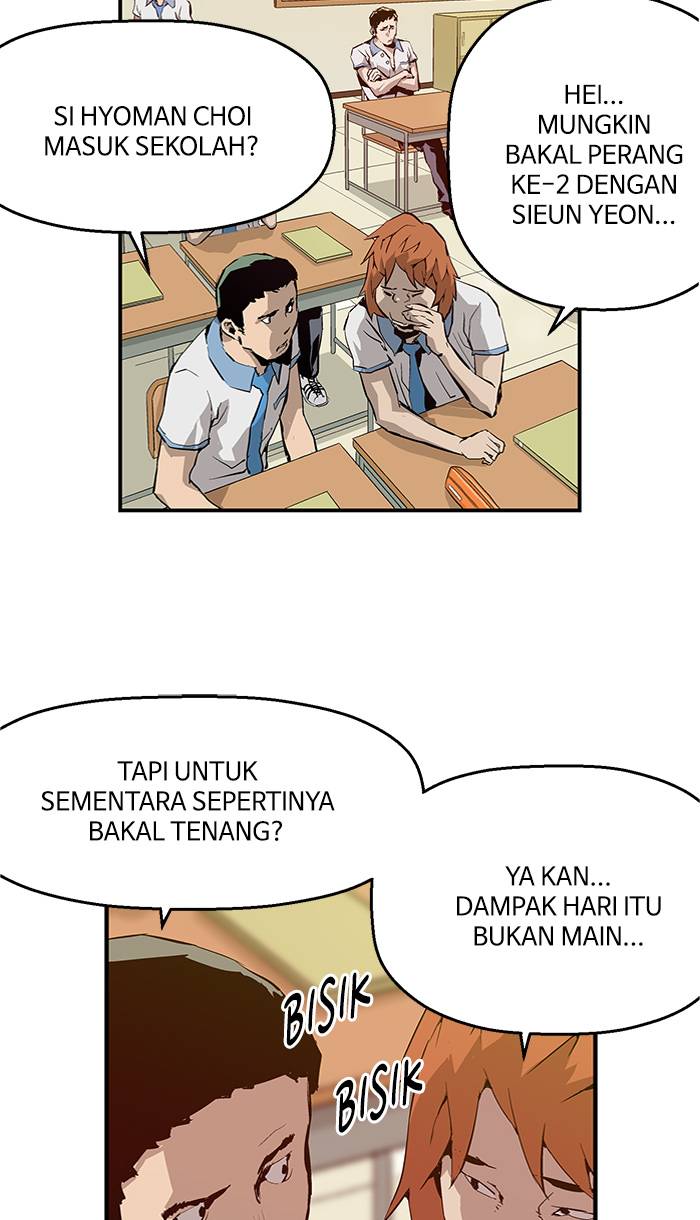 SI HYOMAN CHOI
MASUK SEKOLAH?
HEI...
MUNGKIN
BAKAL PERANG
KE-2 DENGAN
SIEUN YEON...
TAPI UNTUK
SEMENTARA SEPERTINYA
BAKAL TENANG?
YA KAN...
DAMPAK HARI ITU
BUKAN MAIN...
BISIK
BISIK